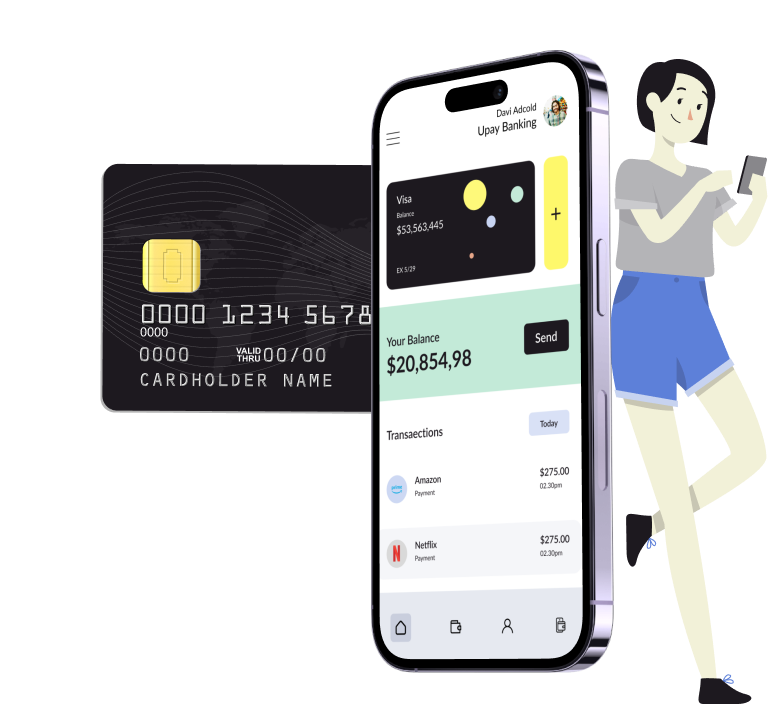 0000 1234 5678
0000
0000 VALID THRU 00/00
CARDHOLDER NAME
Davi Adcold
Upay Banking
Visa
Balance
$53,563,445
EX 5/29
+
Your Balance
$20,854,98
Send
Transaections
Today
Amazon
Payment
$275.00
02.30pm
N
Netflix
Payment
$275.00
02.30pm